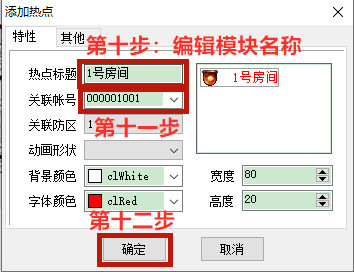 添加热点
特性 其他
第十步：编辑模块名称
热点标题 1号房间
1号房间
关联帐号 000001001
关联防区 1
第十一步
动画形状
背景颜色 clWhite 宽度 80
字体颜色 clRed 高度 20
第十二步
确定 取消